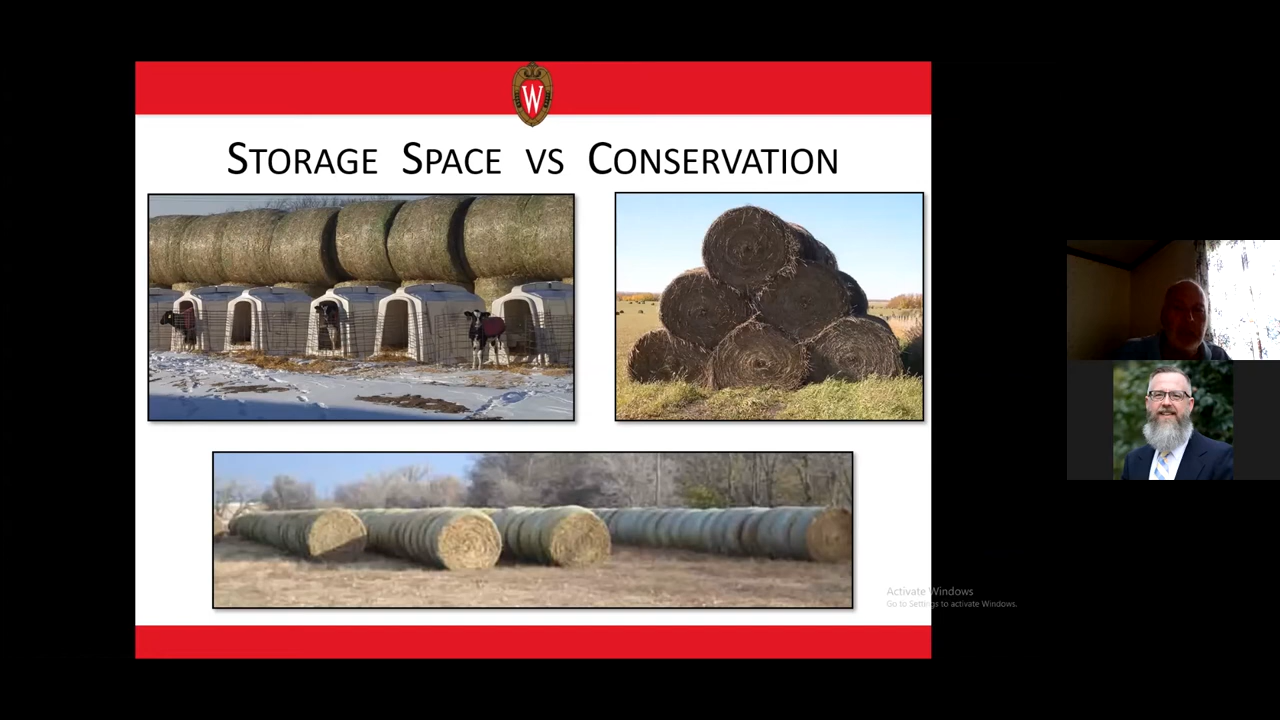 W
STORAGE SPACE VS CONSERVATION
Activate Windows
Go to Settings to activate Windows.